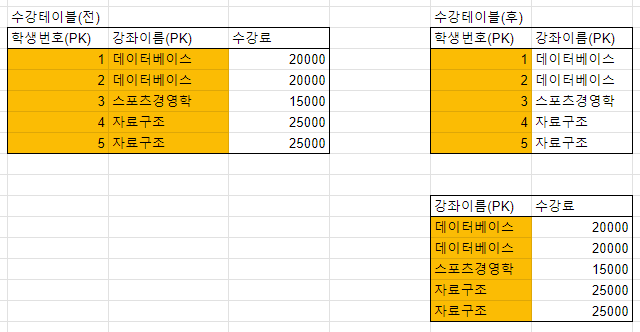 수강테이블(전)
학생번호(PK) 강좌이름(PK) 수강료
1 데이터베이스 20000
2 데이터베이스 20000
3 스포츠경영학 15000
4 자료구조 25000
5 자료구조 25000
수강테이블(후)
학생번호(PK) 강좌이름(PK)
1 데이터베이스
2 데이터베이스
3 스포츠경영학
4 자료구조
5 자료구조
강좌이름(PK) 수강료
데이터베이스 20000
데이터베이스 20000
스포츠경영학 15000
자료구조 25000
자료구조 25000